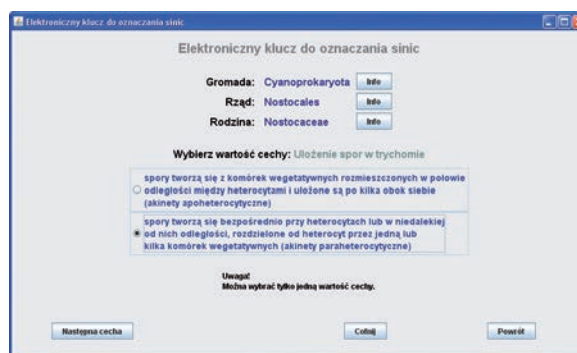 Elektroniczny klucz do oznaczania sinic
Elektroniczny klucz do oznaczania sinic
Gromada: Cyanoprokaryota Info
Rząd: Nostocales Info
Rodzina: Nostocaceae Info
Wybierz wartość cechy: Ułożenie spor w trychomie
spory tworzą się z komórek wegetatywnych rozmieszczonych w połowie
odległości między heterocytami i ułożone są po kilka obok siebie
(akinety apoheterocytyczne)
spory tworzą się bezpośrednio przy heterocytach lub w niedalekiej
od nich odległości, rozdzielone od heterocyt przez jedną lub
kilka komórek wegetatywnych (akinety paraheterocytyczne)
Uwaga!
Można wybrać tylko jedną wartość cechy.
Następna cecha Cofnij Powrót